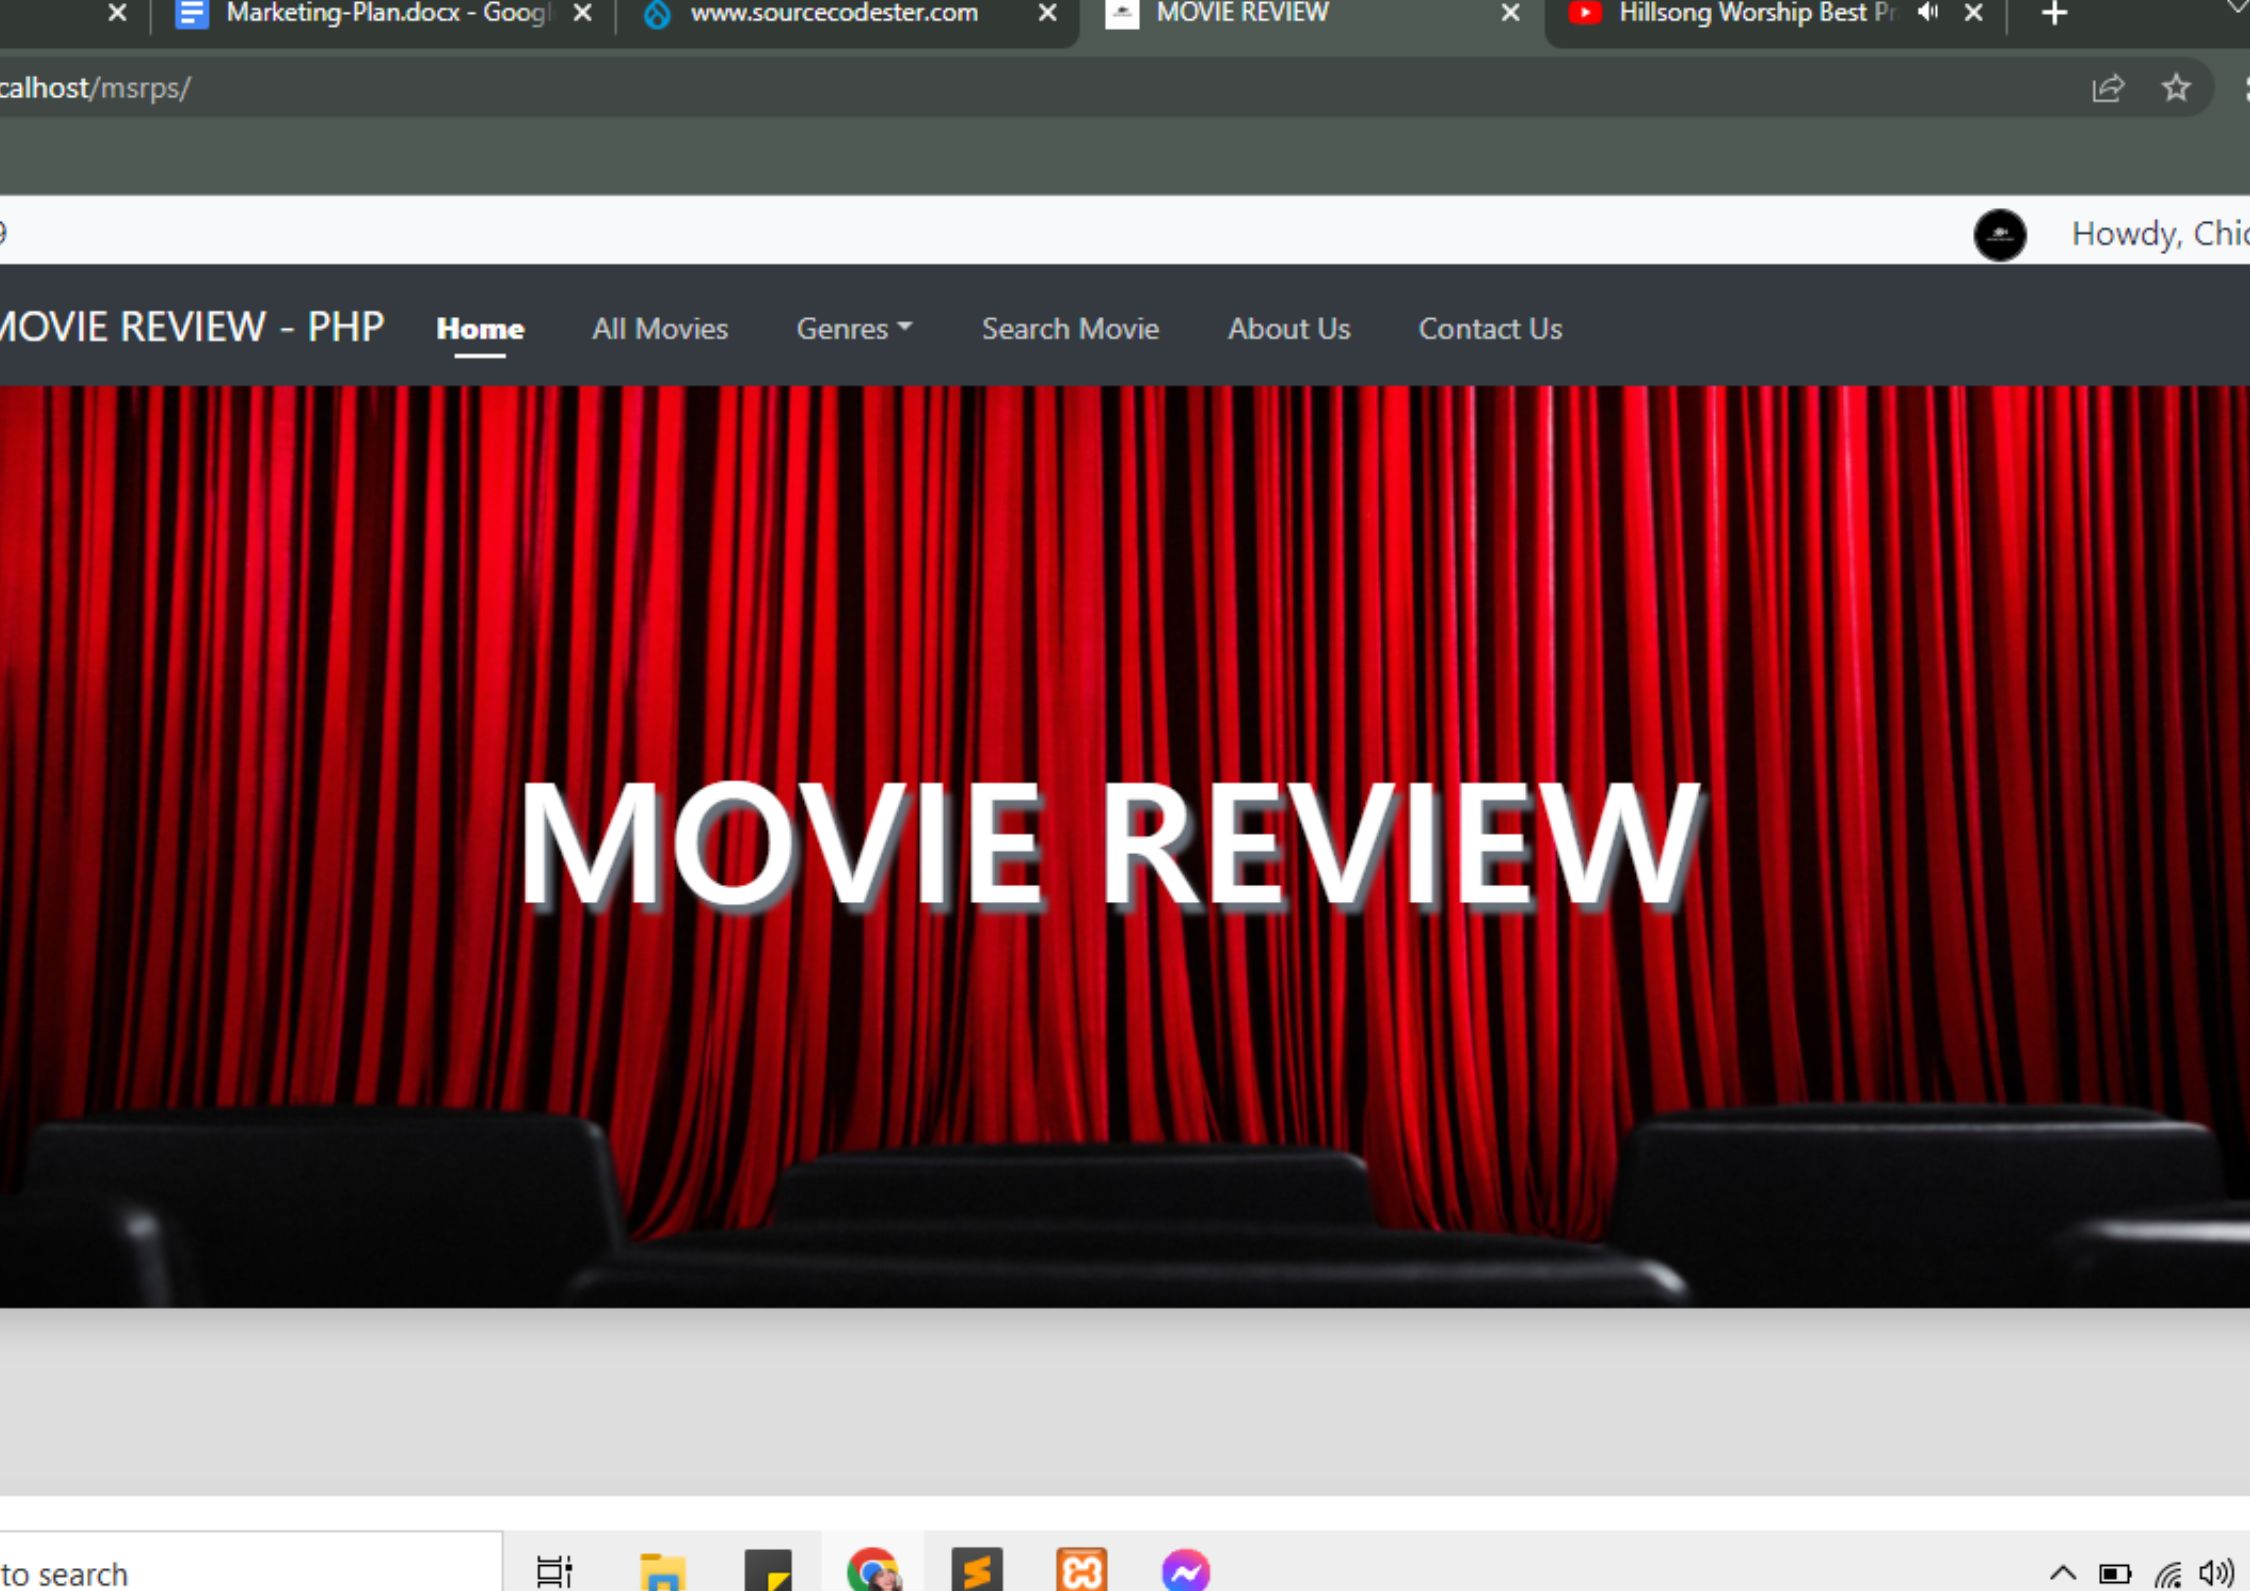 Marketing-Plan.docx - Googl www.sourcecodester.com MOVIE REVIEW Hillsong Worship Best Pr
calhost/msrps/
9 Howdy, Chic
MOVIE REVIEW - PHP Home All Movies Genres Search Movie About Us Contact Us
MOVIE REVIEW
to search